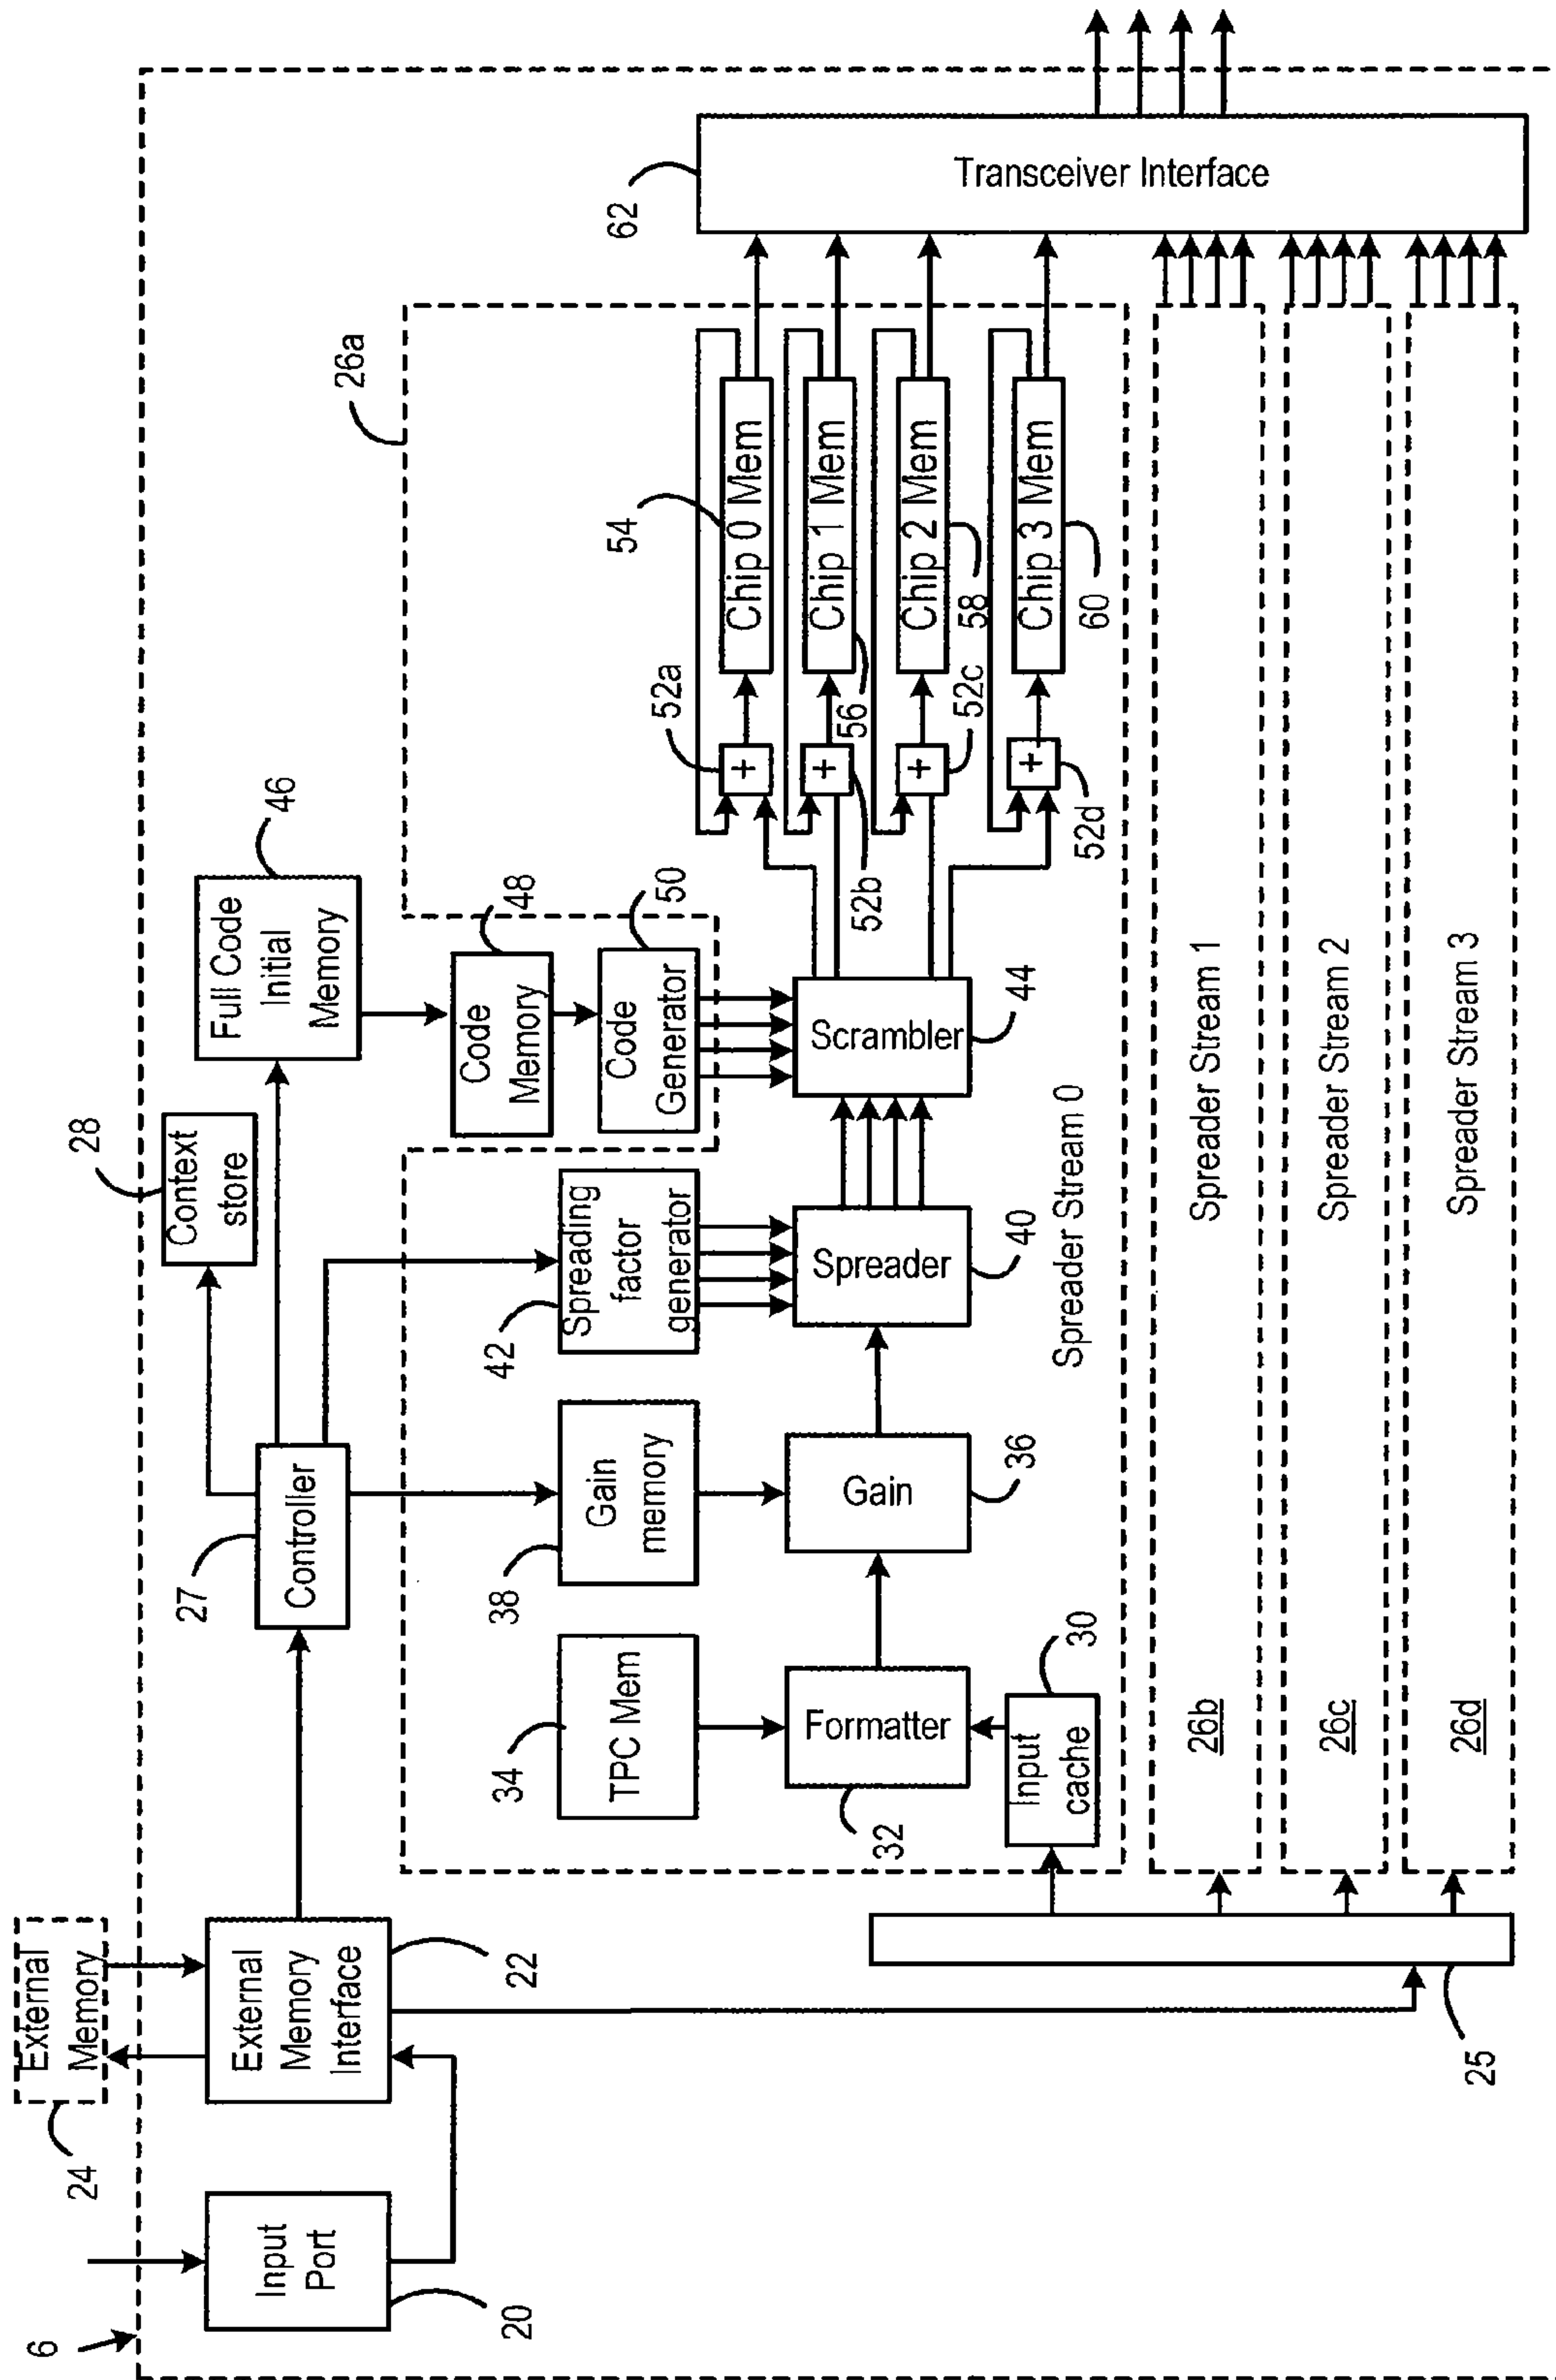 6
24
External
Memory
Input
Port
20
External
Memory
Interface
22
27
Controller
28
Context
store
46
Full Code
Initial
Memory
48
Code
Memory
50
Code
Generator
26a
34
TPC Mem
38
Gain
memory
42
Spreading
factor
generator
Formatter
32
Gain
36
Spreader
40
Scrambler
44
Input
cache
30
Spreader Stream 0
52a
+
52b
+
52c
+
52d
+
54
Chip 0 Mem
Chip 1 Mem
56
Chip 2 Mem
58
Chip 3 Mem
60
62
Transceiver Interface
25
26b
Spreader Stream 1
26c
Spreader Stream 2
26d
Spreader Stream 3